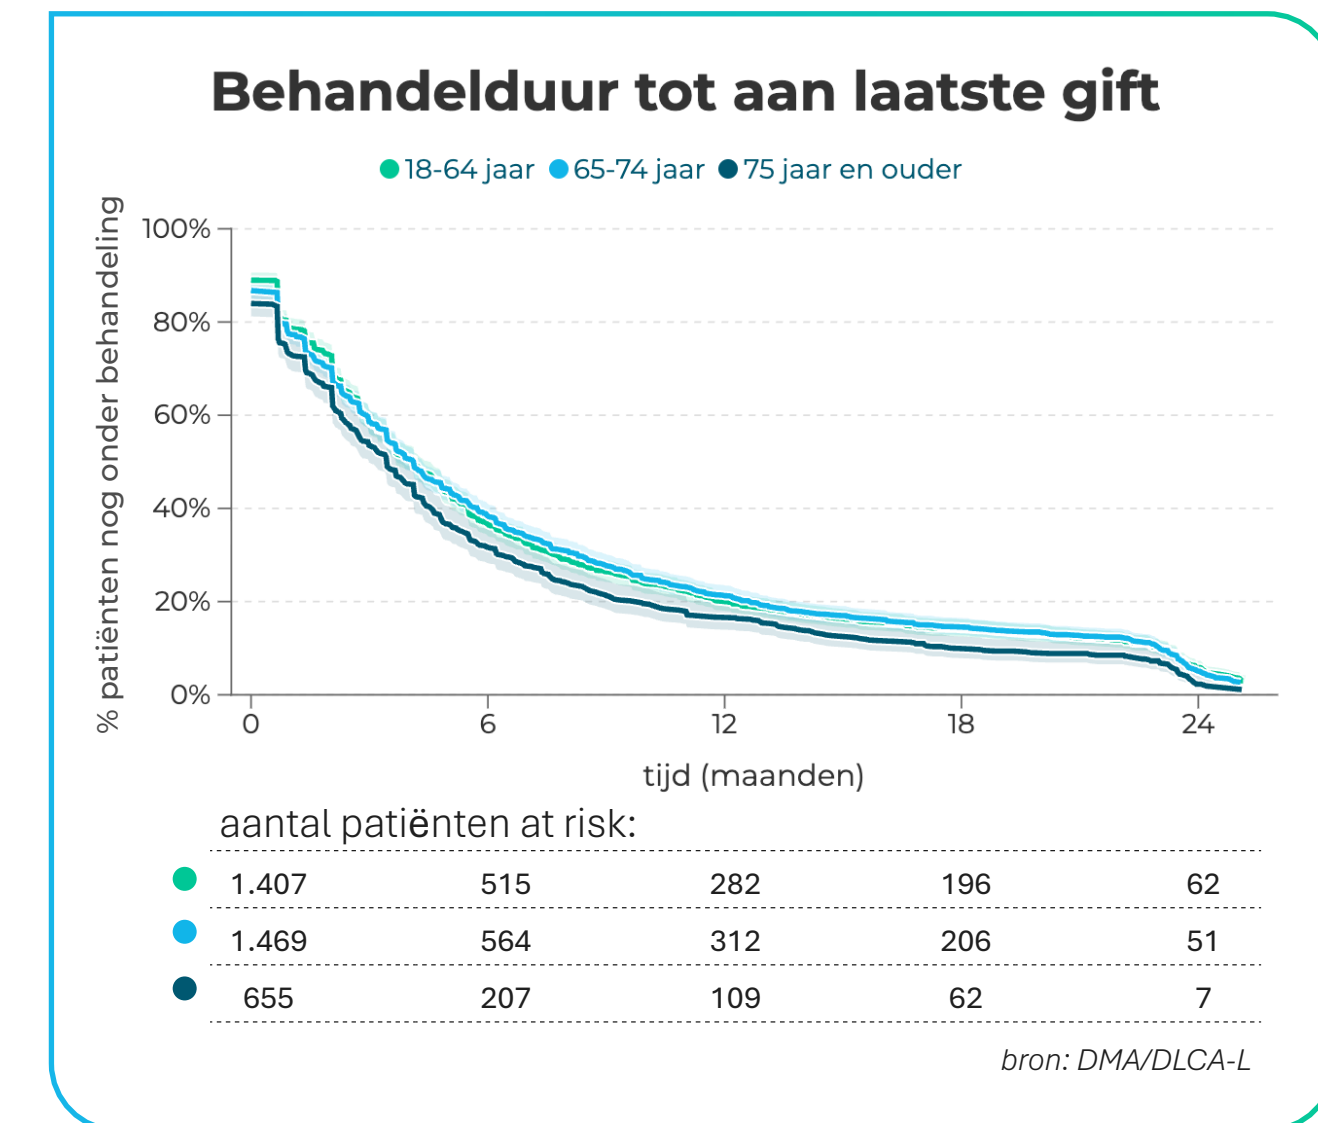 Behandelduur tot aan laatste gift
18-64 jaar 65-74 jaar 75 jaar en ouder
% patiënten nog onder behandeling
100%
80%
60%
40%
20%
0%
0 6 12 18 24
tijd (maanden)
aantal patiënten at risk:
1.407 515 282 196 62
1.469 564 312 206 51
655 207 109 62 7
bron: DMA/DLCA-L